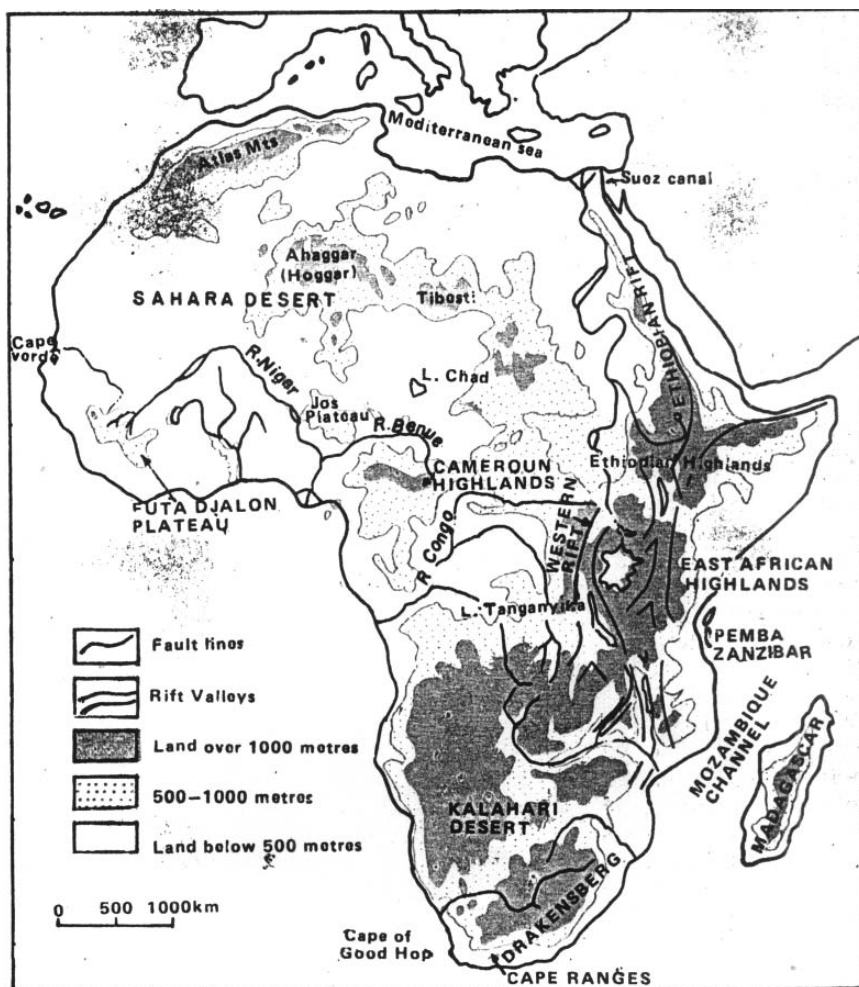 Mediterranean sea
Atlas Mts
Suez canal
Ahaggar
(Hoggar)
SAHARA DESERT
Tibesti
ETHIOPIAN RIFT
Cape
verde
R.Niger
L. Chad
Jos
Plateau
R.Benue
Ethiopian Highlands
CAMEROUN
HIGHLANDS
FUTA DJALON
PLATEAU
R Congo
WESTERN
RIFT
EAST AFRICAN
HIGHLANDS
L. Tanganyika
PEMBA
ZANZIBAR
Fault lines
Rift Valleys
Land over 1000 metres
500-1000 metres
Land below 500 metres
MOZAMBIQUE
CHANNEL
MADAGASCAR
KALAHARI
DESERT
DRAKENSBERG
0 500 1000km
Cape of
Good Hop
CAPE RANGES